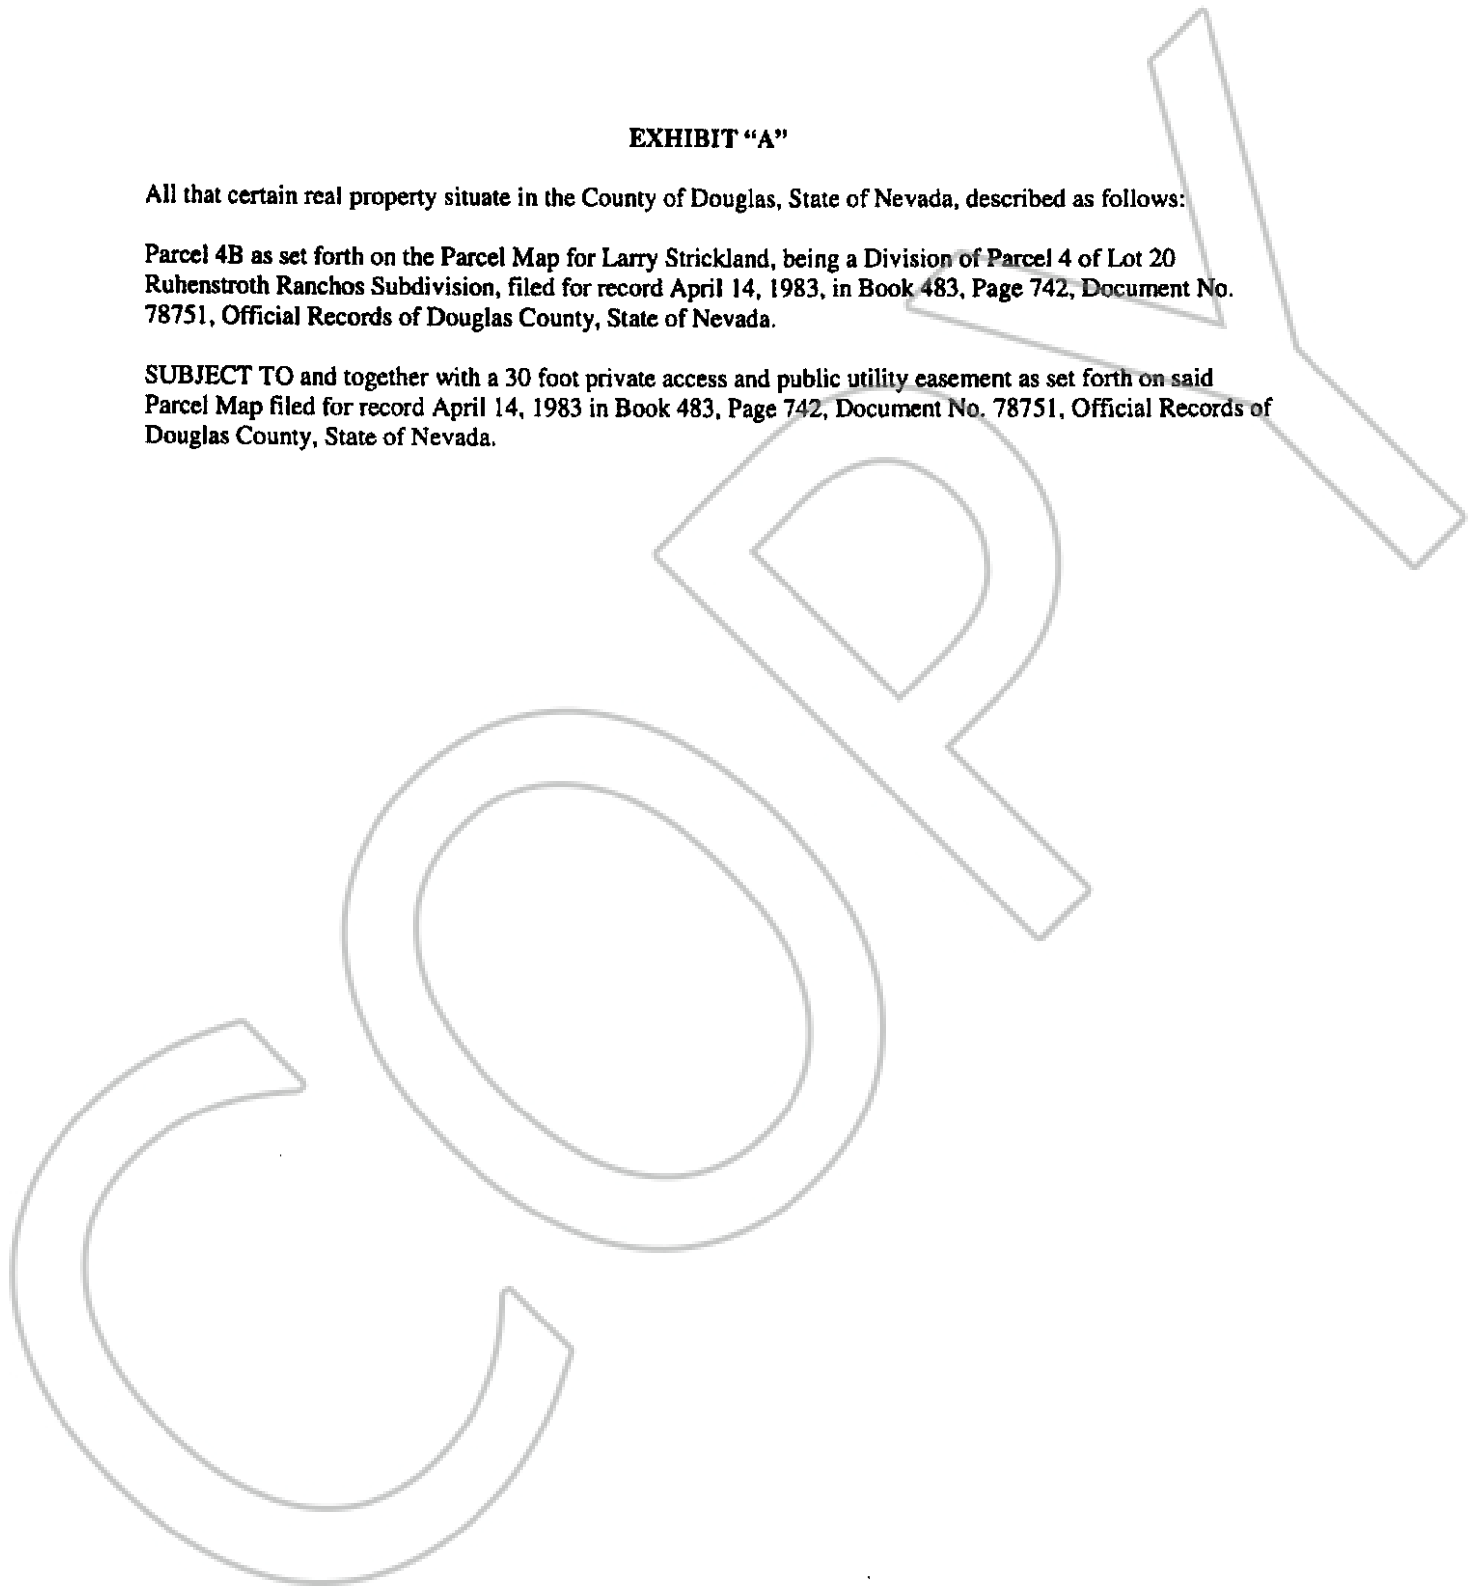 EXHIBIT “A”
All that certain real property situate in the County of Douglas, State of Nevada, described as follows:
Parcel 4B as set forth on the Parcel Map for Larry Strickland, being a Division of Parcel 4 of Lot 20
Ruhenstroth Ranchos Subdivision, filed for record April 14, 1983, in Book 483, Page 742, Document No.
78751, Official Records of Douglas County, State of Nevada.
SUBJECT TO and together with a 30 foot private access and public utility easement as set forth on said
Parcel Map filed for record April 14, 1983 in Book 483, Page 742, Document No. 78751, Official Records of
Douglas County, State of Nevada.
COPY